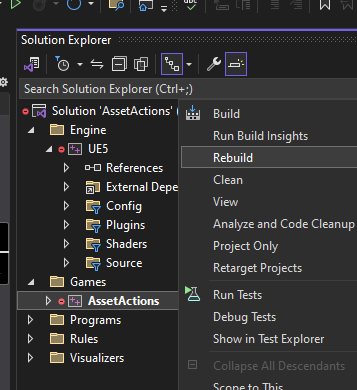 Solution Explorer
Search Solution Explorer (Ctrl+;)
Solution 'AssetActions' (
Engine
UE5
References
External Depe
Config
Plugins
Shaders
Source
Games
AssetActions
Programs
Rules
Visualizers
Build
Run Build Insights
Rebuild
Clean
View
Analyze and Code Cleanup
Project Only
Retarget Projects
Run Tests
Debug Tests
Show in Test Explorer
Collapse All Descendants
Scope to This